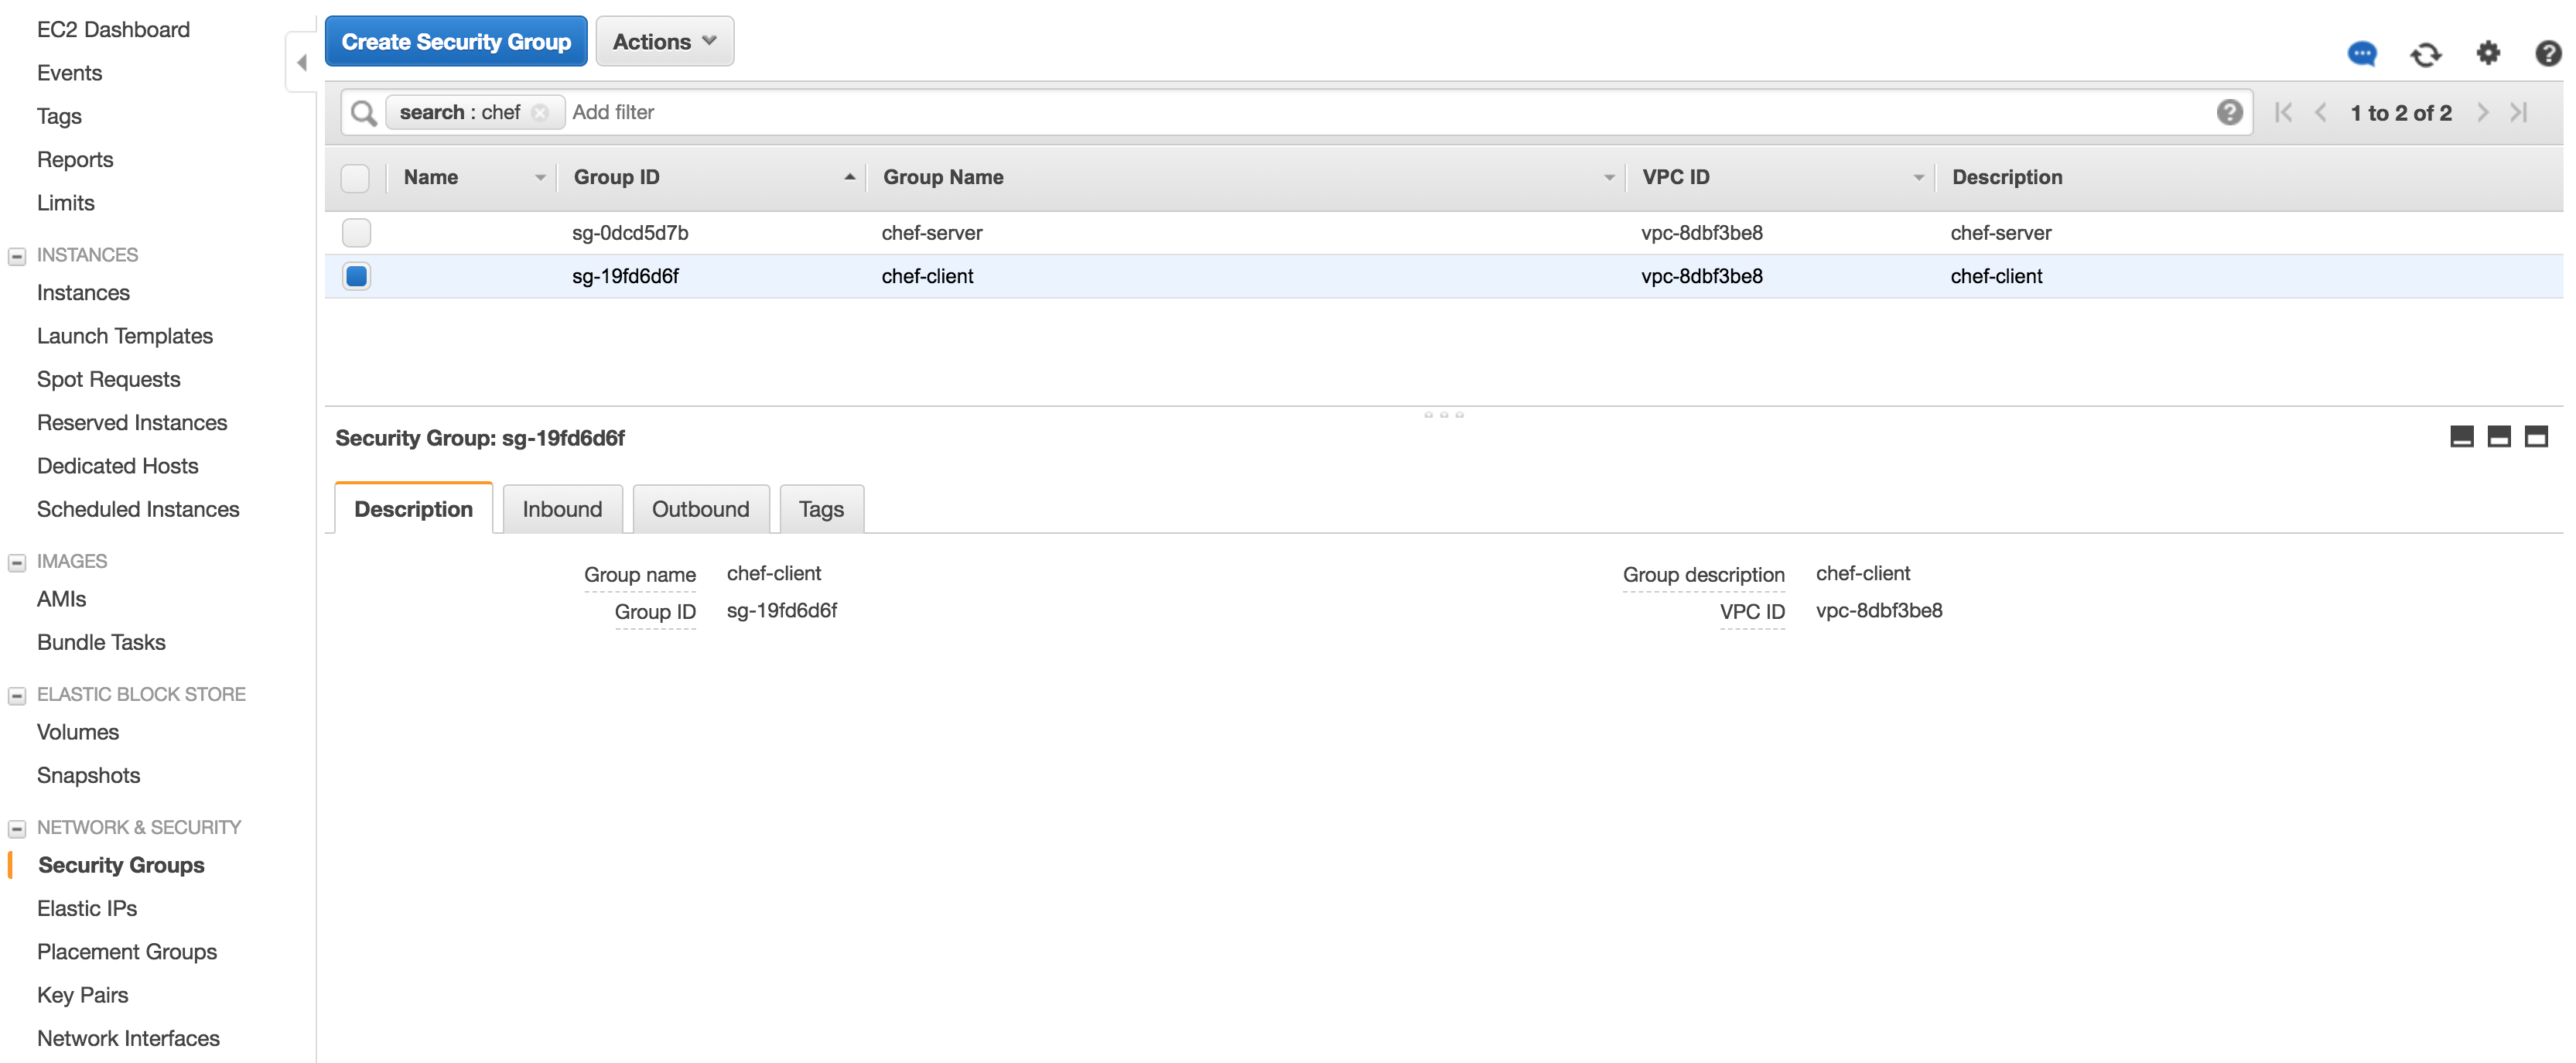 EC2 Dashboard
Events
Tags
Reports
Limits
INSTANCES
Instances
Launch Templates
Spot Requests
Reserved Instances
Dedicated Hosts
Scheduled Instances
IMAGES
AMIs
Bundle Tasks
ELASTIC BLOCK STORE
Volumes
Snapshots
NETWORK & SECURITY
Security Groups
Elastic IPs
Placement Groups
Key Pairs
Network Interfaces
Create Security Group Actions
search : chef Add filter 1 to 2 of 2
Name Group ID Group Name VPC ID Description
sg-0dcd5d7b chef-server vpc-8dbf3be8 chef-server
sg-19fd6d6f chef-client vpc-8dbf3be8 chef-client
Security Group: sg-19fd6d6f
Description Inbound Outbound Tags
Group name chef-client Group description chef-client
Group ID sg-19fd6d6f VPC ID vpc-8dbf3be8